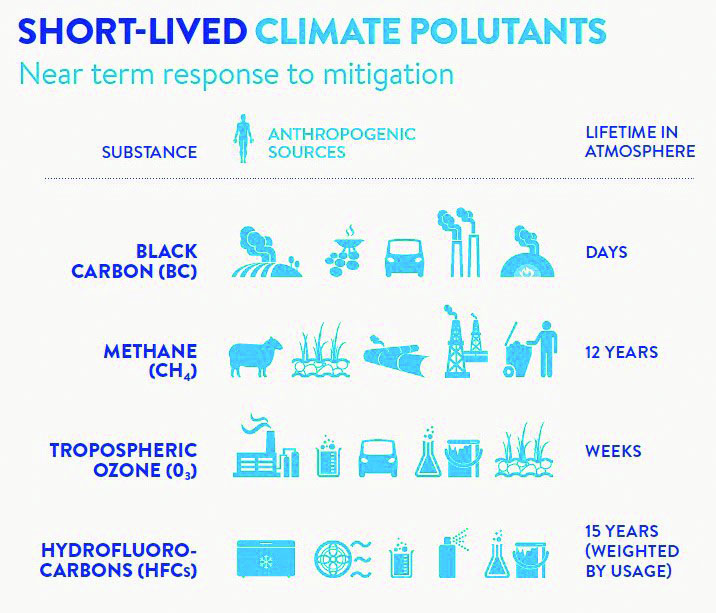 SHORT-LIVED CLIMATE POLUTANTS
Near term response to mitigation
SUBSTANCE
ANTHROPOGENIC
SOURCES
LIFETIME IN
ATMOSPHERE
BLACK
CARBON (BC)
DAYS
METHANE
(CH₄)
12 YEARS
TROPOSPHERIC
OZONE (0₃)
WEEKS
HYDROFLUORO-
CARBONS (HFCs)
15 YEARS
(WEIGHTED
BY USAGE)